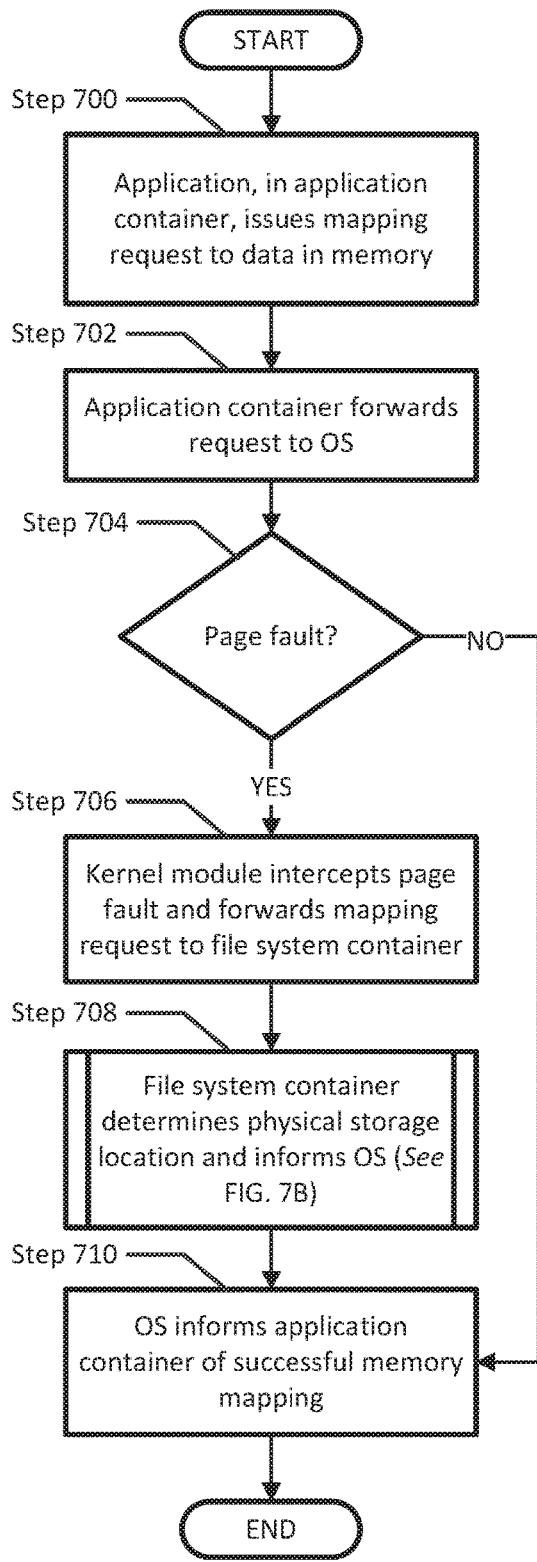 START
Step 700
Application, in application
container, issues mapping
request to data in memory
Step 702
Application container forwards
request to OS
Step 704
Page fault?
NO
YES
Step 706
Kernel module intercepts page
fault and forwards mapping
request to file system container
Step 708
File system container
determines physical storage
location and informs OS (See
FIG. 7B)
Step 710
OS informs application
container of successful memory
mapping
END